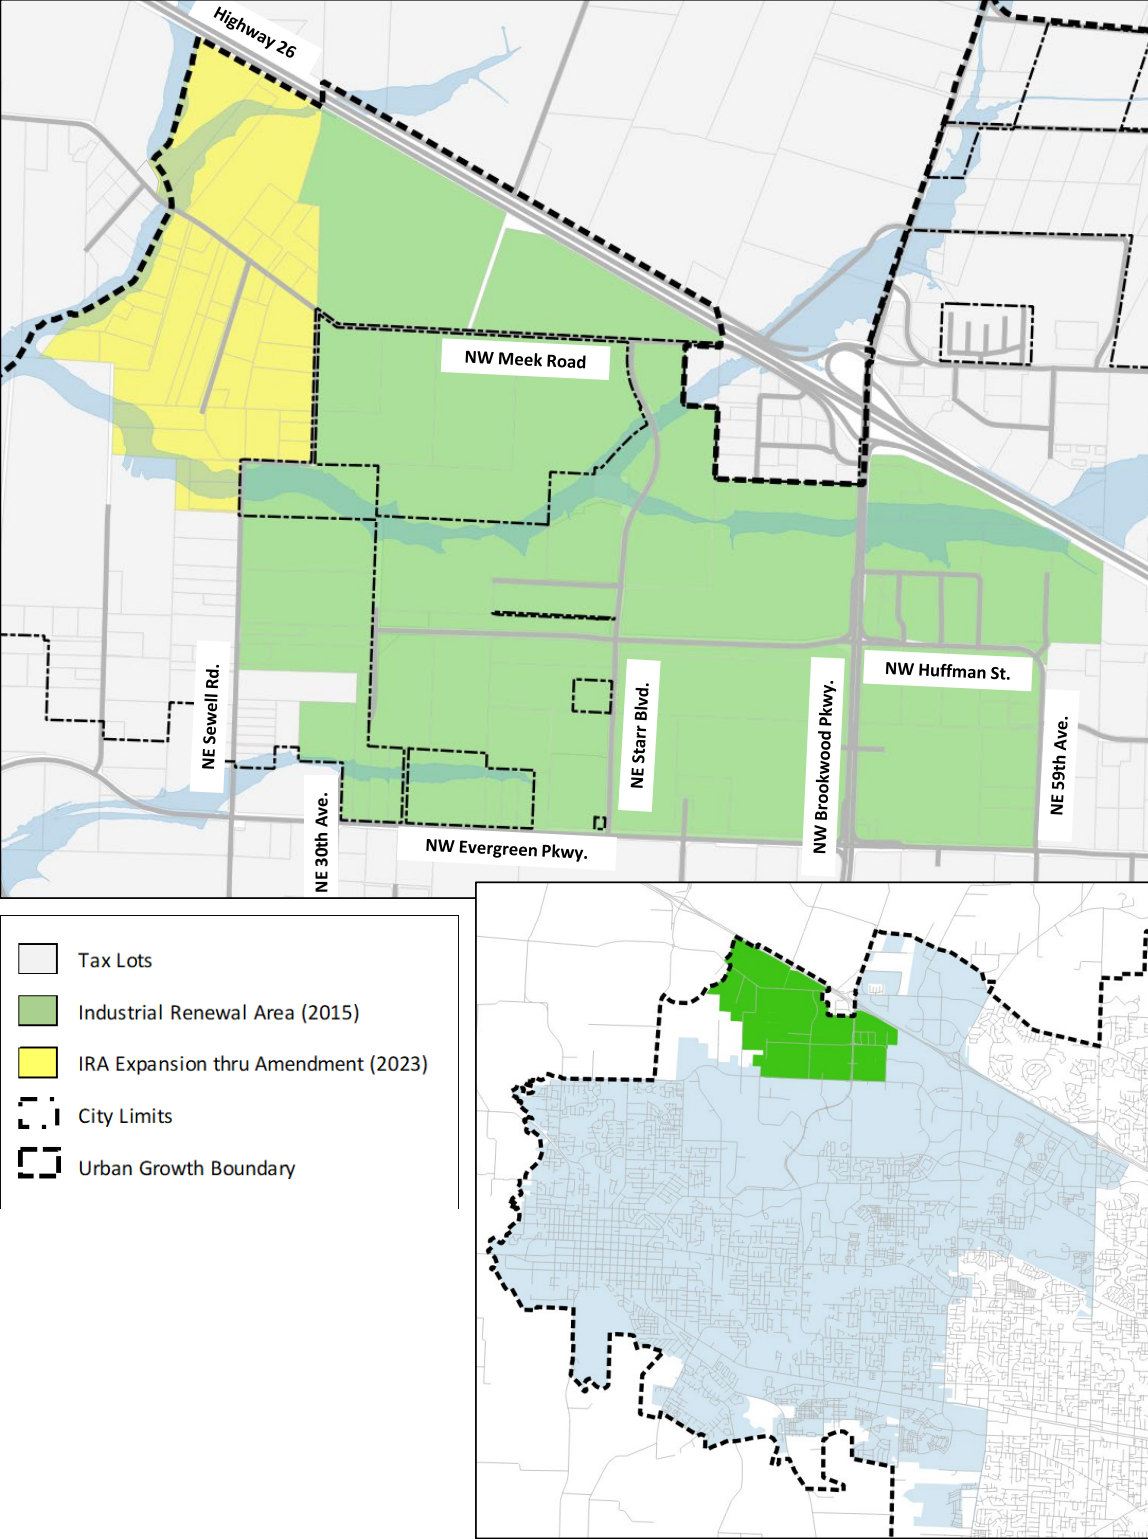 Highway 26
NW Meek Road
NW Huffman St.
NE Sewell Rd.
NE Starr Blvd.
NW Brookwood Pkwy.
NE 59th Ave.
NE 30th Ave.
NW Evergreen Pkwy.
Tax Lots
Industrial Renewal Area (2015)
IRA Expansion thru Amendment (2023)
City Limits
Urban Growth Boundary